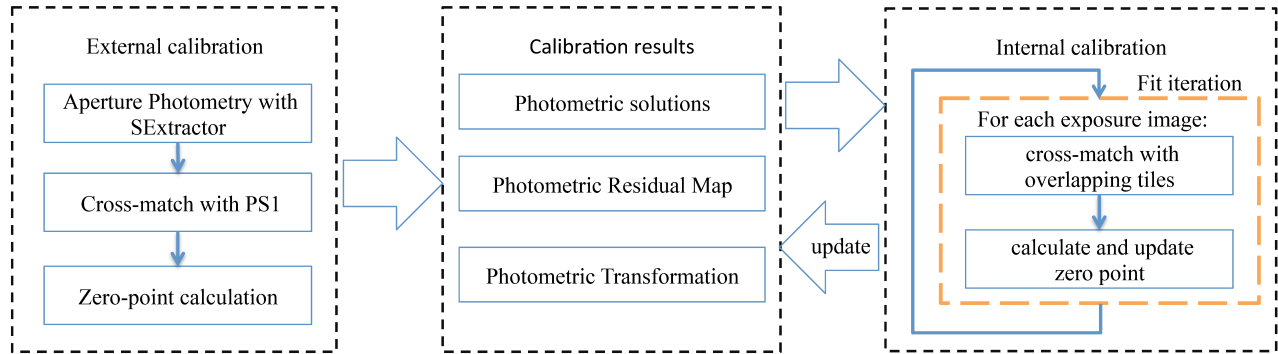 External calibration
Aperture Photometry with
SExtractor
Cross-match with PS1
Zero-point calculation
Calibration results
Photometric solutions
Photometric Residual Map
Photometric Transformation
Internal calibration
Fit iteration
For each exposure image:
cross-match with
overlapping tiles
calculate and update
zero point
update